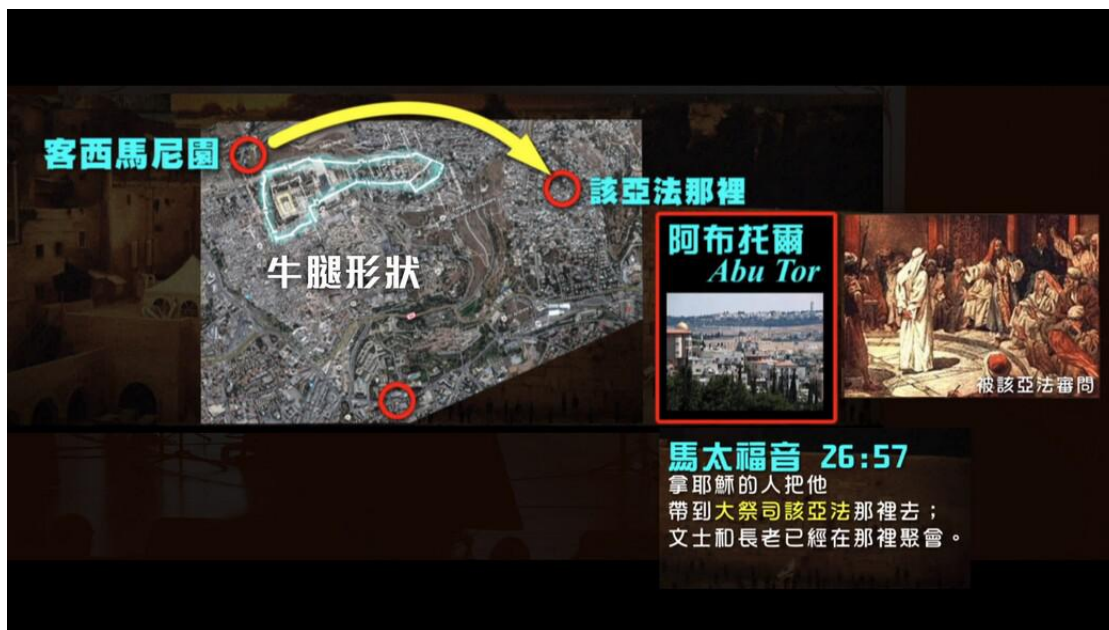 客西馬尼園
該亞法那裡
牛腿形狀
阿布托爾
Abu Tor
被該亞法審問
馬太福音 26:57
拿耶穌的人把他
帶到大祭司該亞法那裡去；
文士和長老已經在那裡聚會。